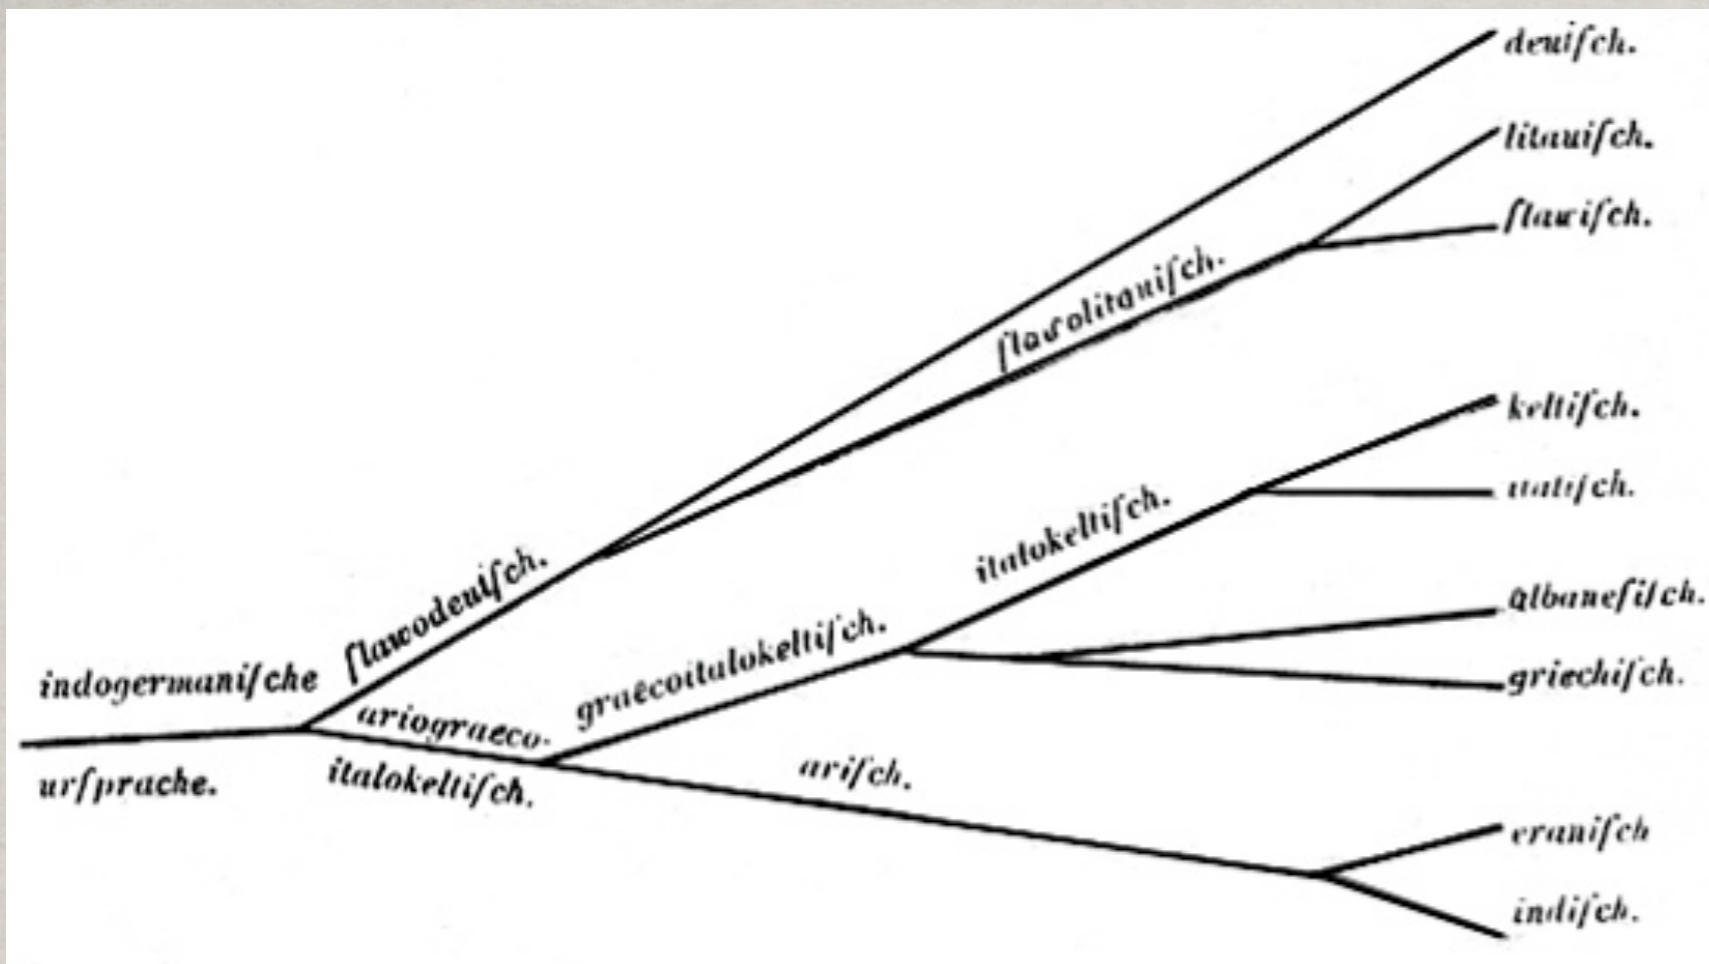 deutſch.
litauiſch.
ſlawiſch.
ſlawolitauiſch.
keltiſch.
italiſch.
italokeltiſch.
ſlawodeutſch.
albaneſiſch.
graecoitalokeltiſch.
griechiſch.
indogermaniſche
ariograeco-
urſprache.
italokeltiſch.
ariſch.
eraniſch
indiſch.